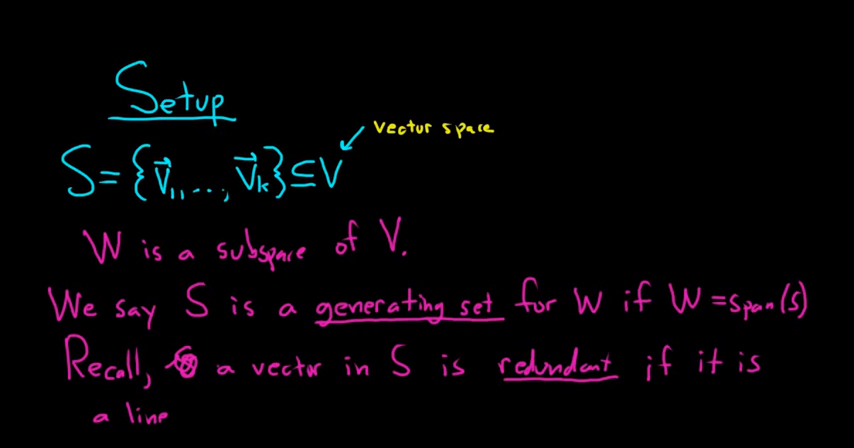 Setup
vector space
S = {v⃗₁, ..., v⃗ₖ} ⊆ V
W is a subspace of V.
We say S is a generating set for W if W = span(S)
Recall, a vector in S is redundant if it is
a line